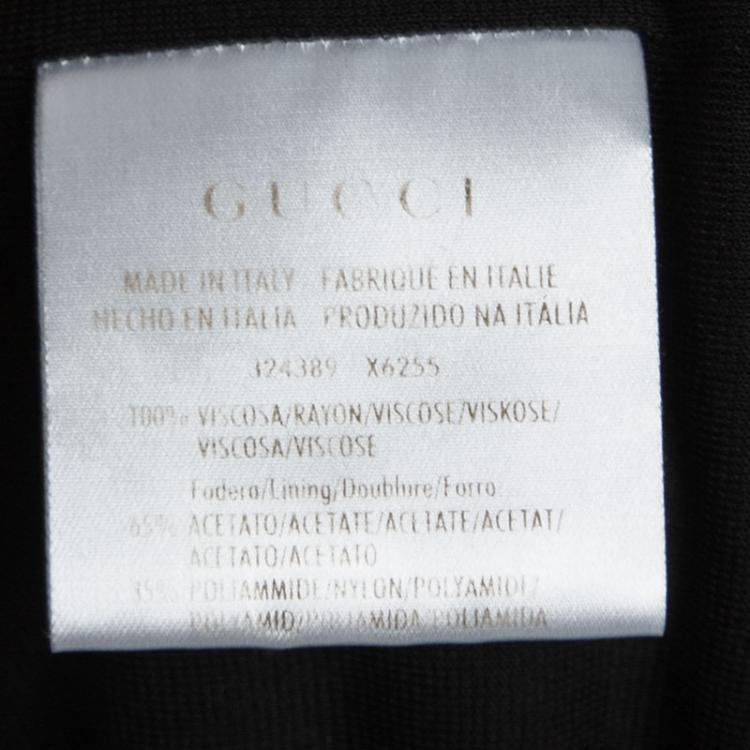 GUCCI
MADE IN ITALY FABRIQUÉ EN ITALIE
HECHO EN ITALIA PRODUZIDO NA ITÁLIA
324389 X6255
100% VISCOSA/RAYON/VISCOSE/VISKOSE/
VISCOSA/VISCOSE
Fodera/Lining/Doublure/Forro:
65% ACETATO/ACETATE/ACETATE/ACETAT/
ACETATO/ACETATO
35% POLIAMMIDE/NYLON/POLYAMIDE/
POLYAMID/POLIAMIDA/POLIAMIDA